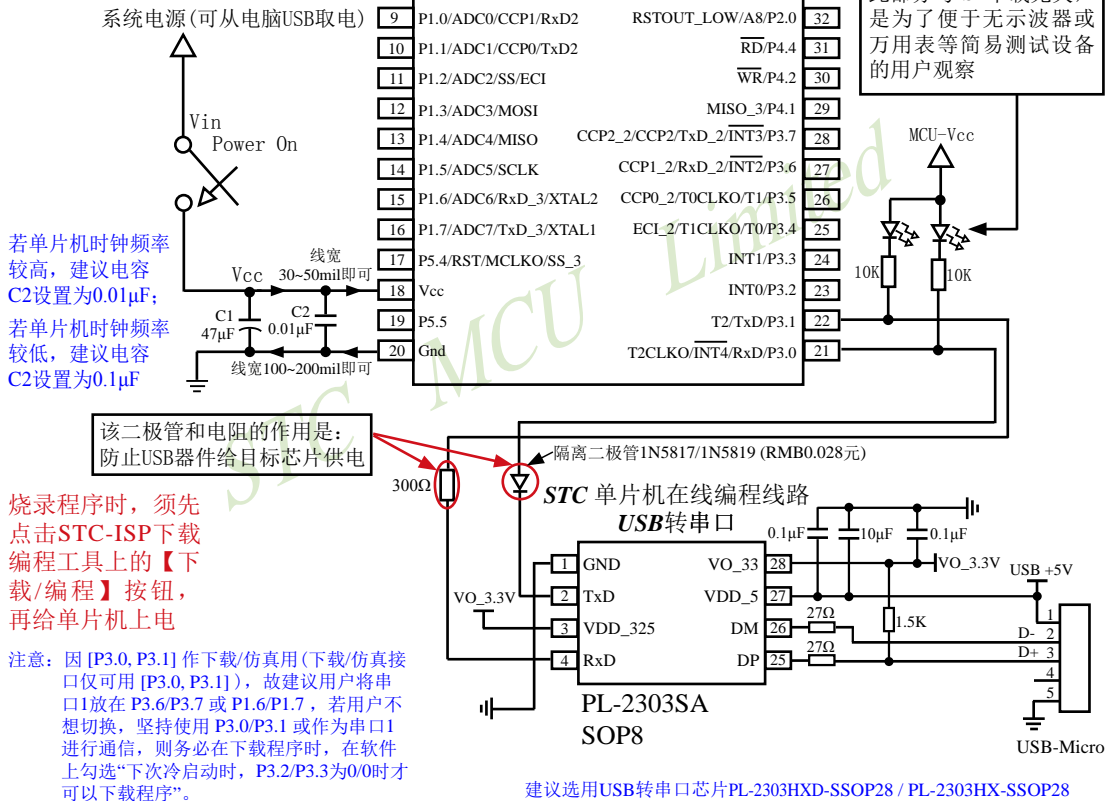 系统电源(可从电脑USB取电)
Vin
Power On
9 P1.0/ADC0/CCP1/RxD2
10 P1.1/ADC1/CCP0/TxD2
11 P1.2/ADC2/SS/ECI
12 P1.3/ADC3/MOSI
13 P1.4/ADC4/MISO
14 P1.5/ADC5/SCLK
15 P1.6/ADC6/RxD_3/XTAL2
16 P1.7/ADC7/TxD_3/XTAL1
17 P5.4/RST/MCLKO/SS_3
18 Vcc
19 P5.5
20 Gnd
RSTOUT_LOW/A8/P2.0 32
RD/P4.4 31
WR/P4.2 30
MISO_3/P4.1 29
CCP2_2/CCP2/TxD_2/INT3/P3.7 28
CCP1_2/RxD_2/INT2/P3.6 27
CCP0_2/T0CLKO/T1/P3.5 26
ECI_2/T1CLKO/T0/P3.4 25
INT1/P3.3 24
INT0/P3.2 23
T2/TxD/P3.1 22
T2CLKO/INT4/RxD/P3.0 21
是为了便于无示波器或
万用表等简易测试设备
的用户观察
MCU-Vcc
10K
10K
若单片机时钟频率
较高，建议电容
C2设置为0.01μF;
若单片机时钟频率
较低，建议电容
C2设置为0.1μF
Vcc
线宽
30~50mil即可
C1
47μF
C2
0.01μF
线宽100~200mil即可
STC MCU Limited
该二极管和电阻的作用是:
防止USB器件给目标芯片供电
300Ω
隔离二极管1N5817/1N5819 (RMB0.028元)
STC 单片机在线编程线路
USB转串口
烧录程序时，须先
点击STC-ISP下载
编程工具上的【下
载/编程】按钮，
再给单片机上电
VO_3.3V
1 GND
2 TxD
3 VDD_325
4 RxD
VO_33 28
VDD_5 27
DM 26
DP 25
PL-2303SA
SOP8
0.1μF
10μF
0.1μF
VO_3.3V
USB +5V
27Ω
27Ω
1.5K
1
D- 2
D+ 3
4
5
USB-Micro
注意：因 [P3.0, P3.1] 作下载/仿真用(下载/仿真接
口仅可用 [P3.0, P3.1] )，故建议用户将串
口1放在 P3.6/P3.7 或 P1.6/P1.7 ，若用户不
想切换，坚持使用 P3.0/P3.1 或作为串口1
进行通信，则务必在下载程序时，在软件
上勾选“下次冷启动时，P3.2/P3.3为0/0时才
可以下载程序”。
建议选用USB转串口芯片PL-2303HXD-SSOP28 / PL-2303HX-SSOP28